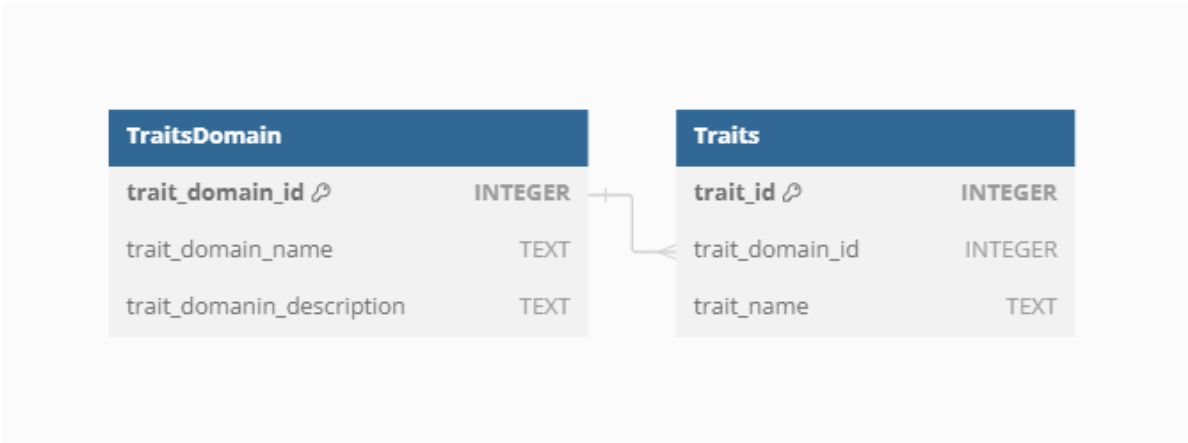 TraitsDomain
trait_domain_id INTEGER
trait_domain_name TEXT
trait_domanin_description TEXT
Traits
trait_id INTEGER
trait_domain_id INTEGER
trait_name TEXT